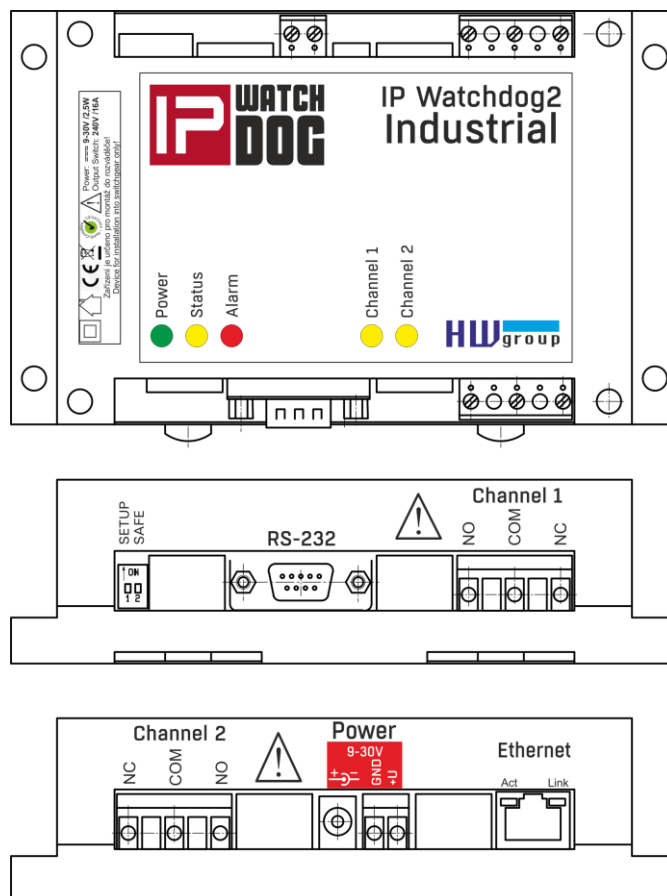 IP WATCH DOG
IP Watchdog2
Industrial
Power: 9-30V /2,5W
Output Switch: 240V /16A
CE
Zařízení je určeno pro montáž do rozváděče!
Device for installation into switchgear only!
Power
Status
Alarm
Channel 1
Channel 2
HW group
SETUP
SAFE
ON
1 2
RS-232
Channel 1
NO
COM
NC
Channel 2
NC
COM
NO
Power
9-30V
+ -
GND
+U
Ethernet
Act Link